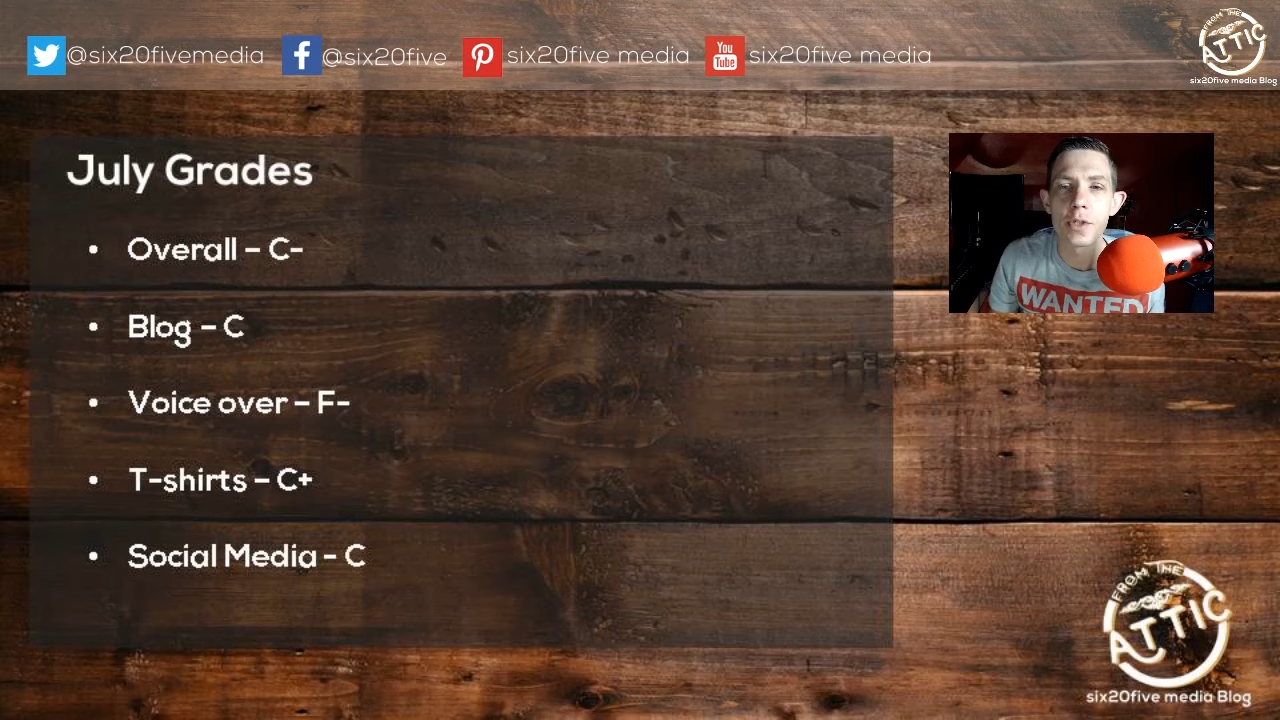 @six20fivemedia
@six20five
six20five media
You
Tube
six20five media
FROM THE
ATTIC
six20five media Blog
July Grades
• Overall – C-
• Blog – C
• Voice over – F-
• T-shirts – C+
• Social Media - C
WANTED
FROM THE
ATTIC
six20five media Blog